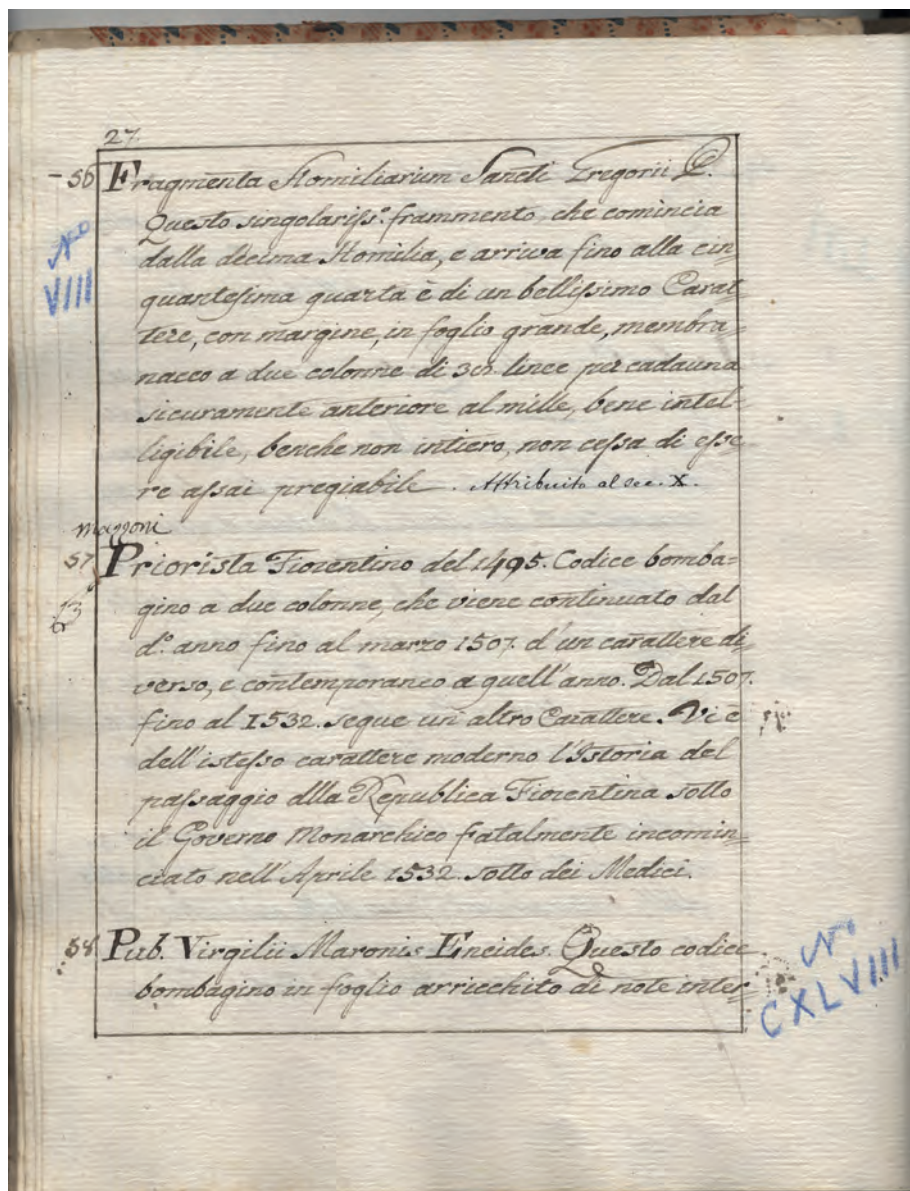 27.
- 56 Fragmenta Homiliarum Sancti Gregorii P.
Questo singolariſs.º frammento, che comincia
Nº
dalla decima Homilia, e arriva fino alla cin=
VIII
quanteſima quarta è di un belliſsimo Carat=
tere, con margine, in foglio grande, membra=
nacco a due colonne di linee per cadauna
sicuramente anteriore al mille, bene intel=
ligibile, benche non intiero, non ceſsa di eſse=
re aſsai pregiabile. Attribuito al sec. X.
Mazzoni
57 Priorista Fiorentino del 1495. Codice bomba=
gino a due colonne, che viene continuato dal
dº. anno fino al marzo 1507. d'un carattere di=
verso, e contemporaneo a quell'anno. Dal 1507.
fino al 1532. segue un altro Carattere. Vi è
dell'isteſso carattere moderno l'Istoria del
paſsaggio dlla Republica Fiorentina sotto
il Governo Monarchico fatalmente incomin=
ciato nell'Aprile 1532. sotto dei Medici.
58 Pub. Virgilii Maronis Eneides. Questo codice
Nº
bombagino in foglio arricchito di note inter=
CXLVIII